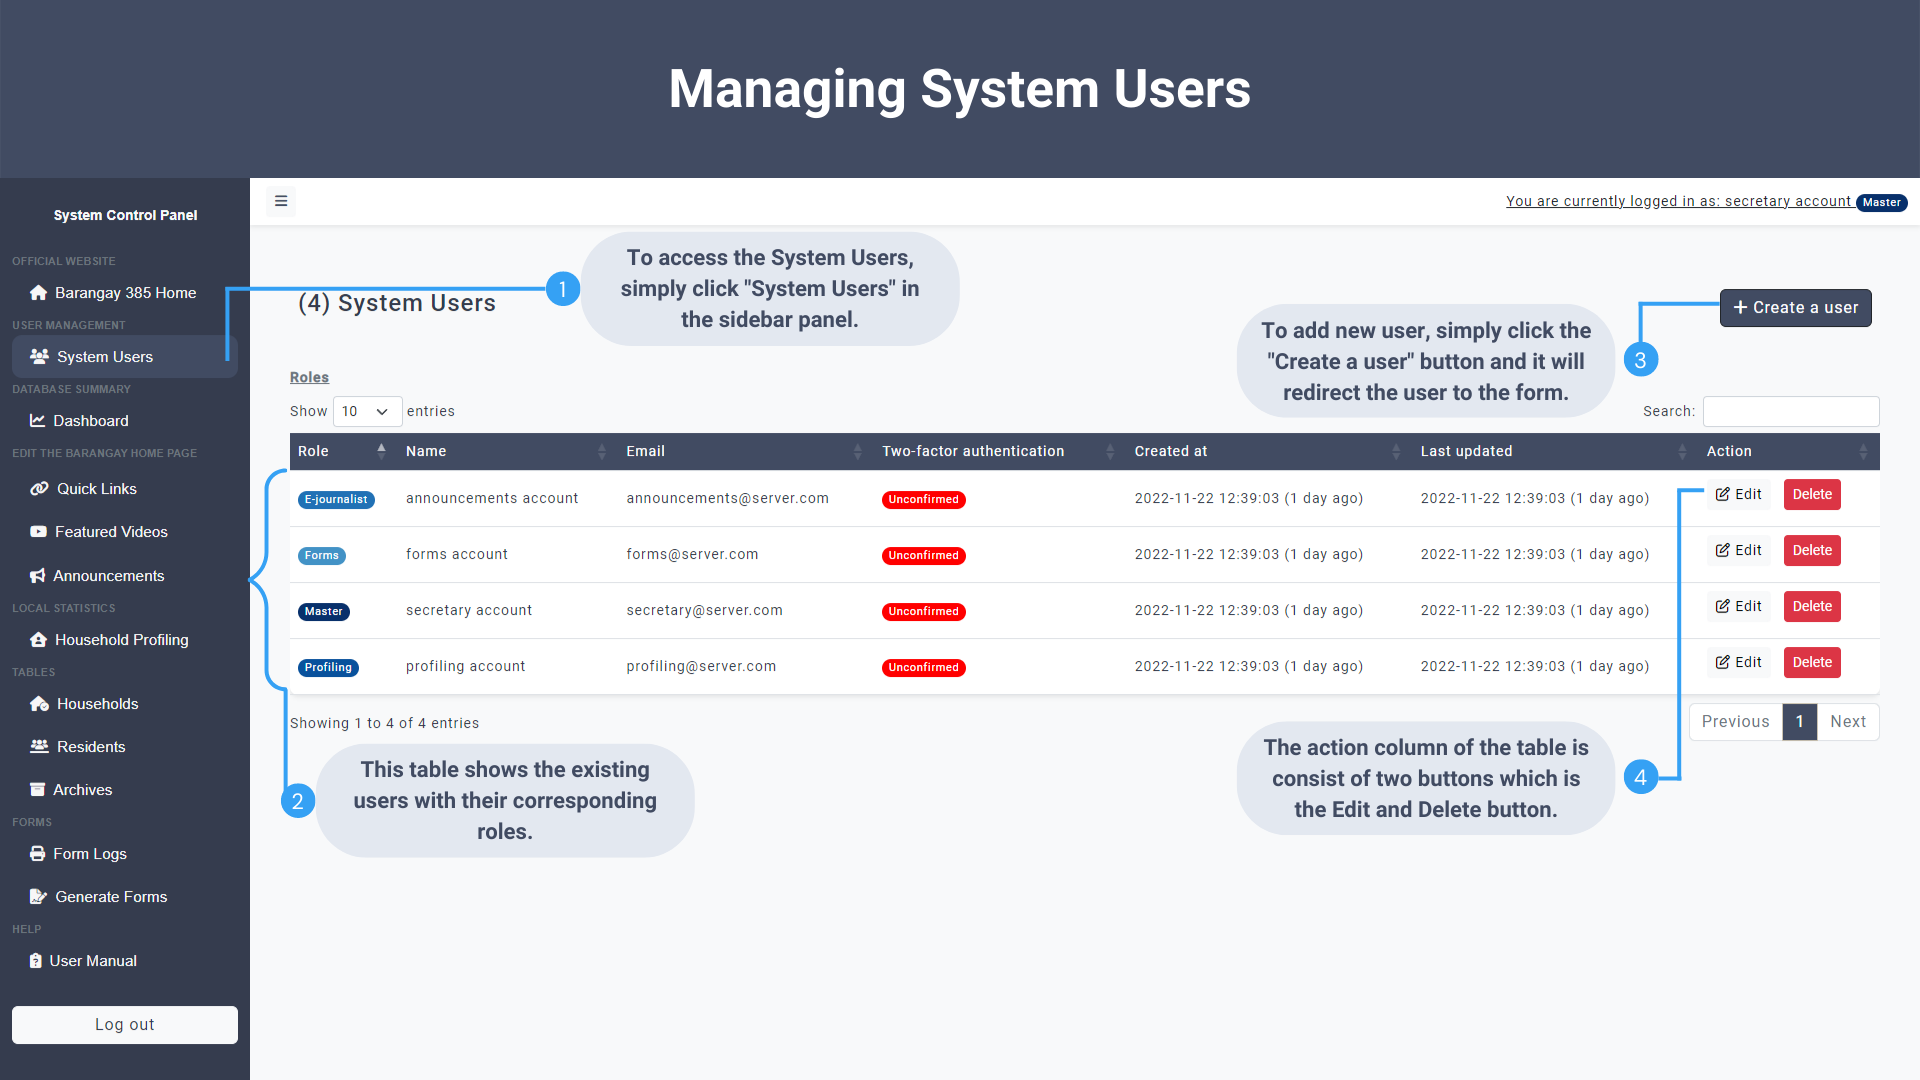 Managing System Users
System Control Panel
OFFICIAL WEBSITE
Barangay 385 Home
USER MANAGEMENT
System Users
DATABASE SUMMARY
Dashboard
EDIT THE BARANGAY HOME PAGE
Quick Links
Featured Videos
Announcements
LOCAL STATISTICS
Household Profiling
TABLES
Households
Residents
Archives
FORMS
Form Logs
Generate Forms
HELP
User Manual
Log out
You are currently logged in as: secretary account Master
1
To access the System Users,
simply click "System Users" in
the sidebar panel.
(4) System Users
+ Create a user
3
To add new user, simply click the
"Create a user" button and it will
redirect the user to the form.
Roles
Show 10 entries
Search:
Role Name Email Two-factor authentication Created at Last updated Action
E-journalist announcements account announcements@server.com Unconfirmed 2022-11-22 12:39:03 (1 day ago) 2022-11-22 12:39:03 (1 day ago) Edit Delete
Forms forms account forms@server.com Unconfirmed 2022-11-22 12:39:03 (1 day ago) 2022-11-22 12:39:03 (1 day ago) Edit Delete
Master secretary account secretary@server.com Unconfirmed 2022-11-22 12:39:03 (1 day ago) 2022-11-22 12:39:03 (1 day ago) Edit Delete
Profiling profiling account profiling@server.com Unconfirmed 2022-11-22 12:39:03 (1 day ago) 2022-11-22 12:39:03 (1 day ago) Edit Delete
Showing 1 to 4 of 4 entries
Previous 1 Next
2
This table shows the existing
users with their corresponding
roles.
The action column of the table is
consist of two buttons which is
the Edit and Delete button.
4